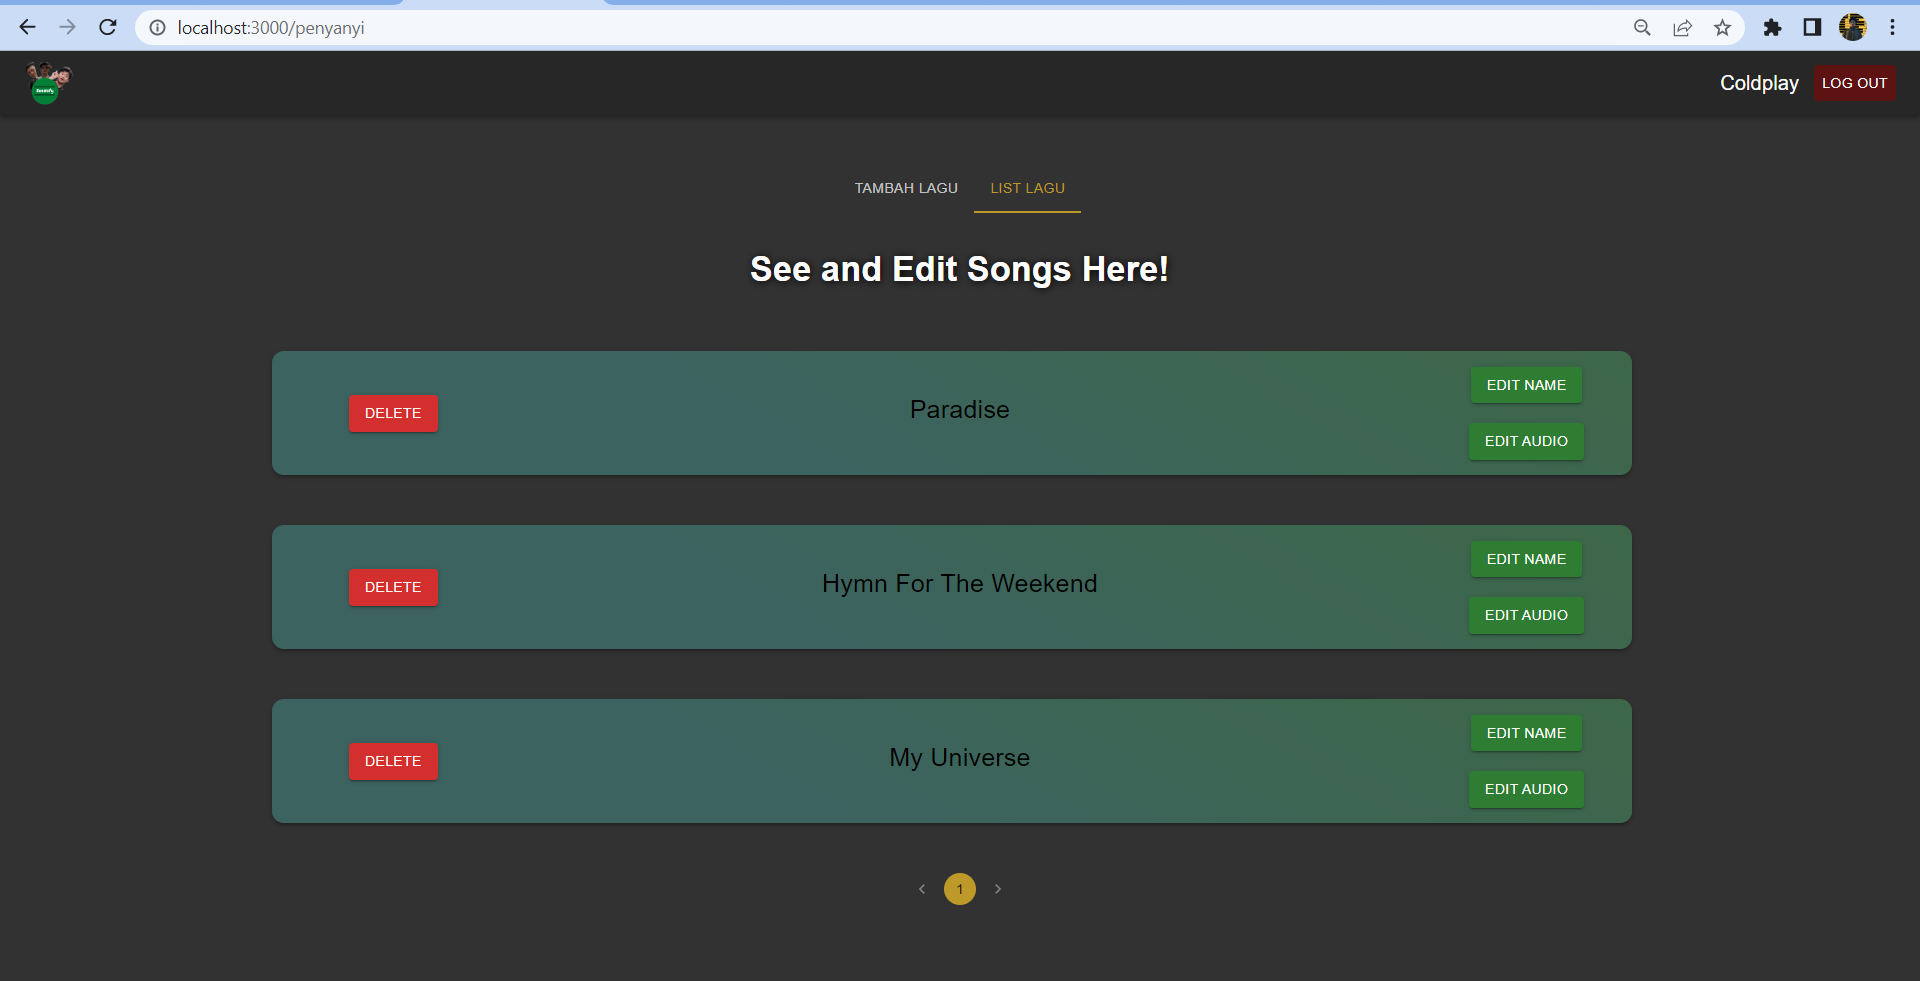 localhost:3000/penyanyi
Coldplay LOG OUT
TAMBAH LAGU LIST LAGU
See and Edit Songs Here!
DELETE Paradise EDIT NAME
EDIT AUDIO
DELETE Hymn For The Weekend EDIT NAME
EDIT AUDIO
DELETE My Universe EDIT NAME
EDIT AUDIO
1